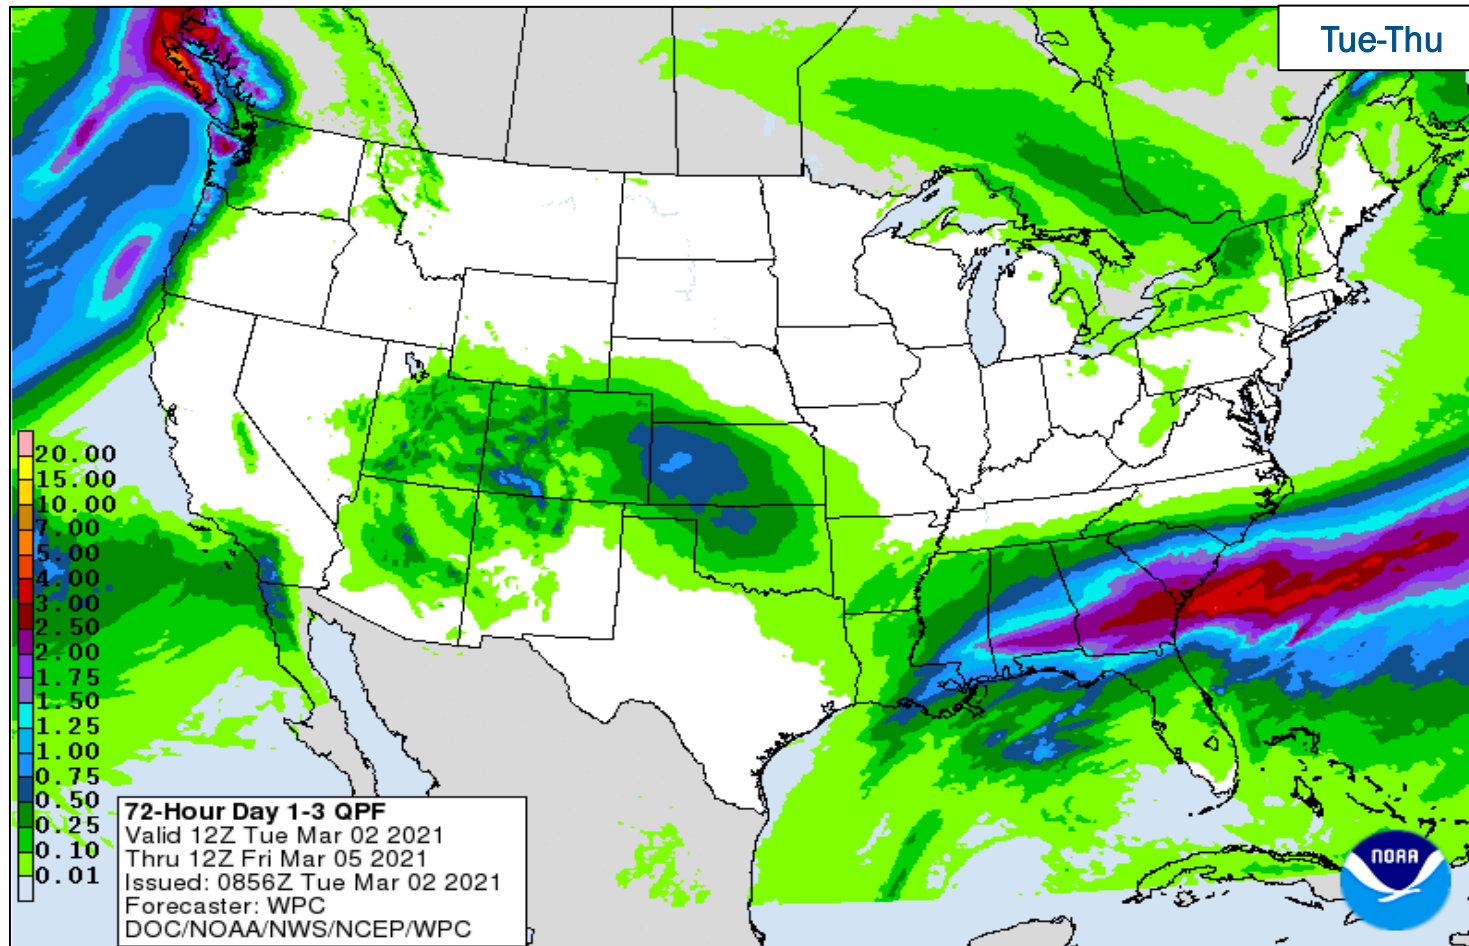 Tue-Thu
20.00
15.00
10.00
7.00
5.00
4.00
3.00
2.50
2.00
1.75
1.50
1.25
1.00
0.75
0.50
0.25
0.10
0.01
72-Hour Day 1-3 QPF
Valid 12Z Tue Mar 02 2021
Thru 12Z Fri Mar 05 2021
Issued: 0856Z Tue Mar 02 2021
Forecaster: WPC
DOC/NOAA/NWS/NCEP/WPC
NOAA